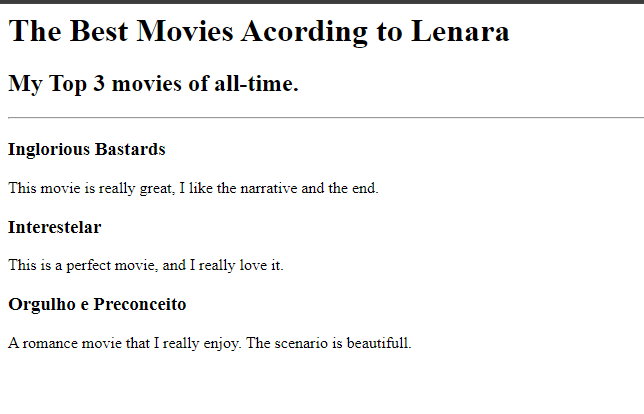 The Best Movies Acording to Lenara
My Top 3 movies of all-time.
Inglorious Bastards
This movie is really great, I like the narrative and the end.
Interestelar
This is a perfect movie, and I really love it.
Orgulho e Preconceito
A romance movie that I really enjoy. The scenario is beautifull.